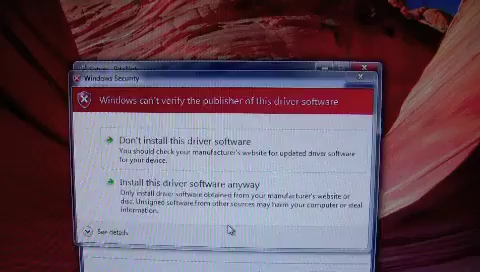 Windows Security
Windows can't verify the publisher of this driver software
Don't install this driver software
You should check your manufacturer's website for updated driver software
for your device.
Install this driver software anyway
Only install driver software obtained from your manufacturer's website or
disc. Unsigned software from other sources may harm your computer or steal
information.
See details